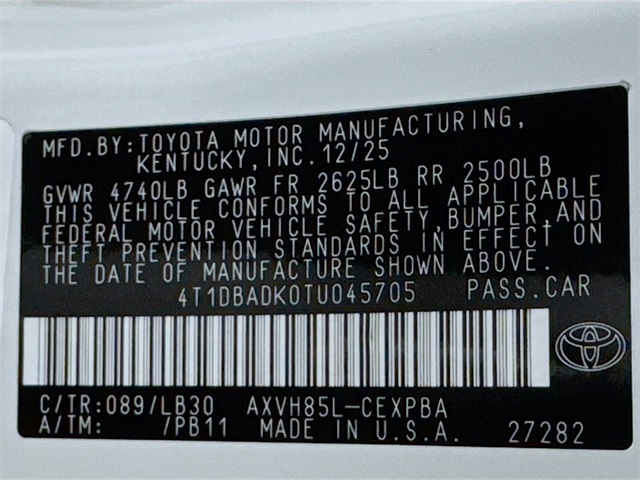 MFD.BY:TOYOTA MOTOR MANUFACTURING,
KENTUCKY,INC.12/25
GVWR 4740LB GAWR FR 2625LB RR 2500LB
THIS VEHICLE CONFORMS TO ALL APPLICABLE
FEDERAL MOTOR VEHICLE SAFETY,BUMPER,AND
THEFT PREVENTION STANDARDS IN EFFECT ON
THE DATE OF MANUFACTURE SHOWN ABOVE.
4T1DBADK0TU045705 PASS.CAR
C/TR:089/LB30 AXVH85L-CEXPBA
A/TM: /PB11 MADE IN U.S.A. 27282